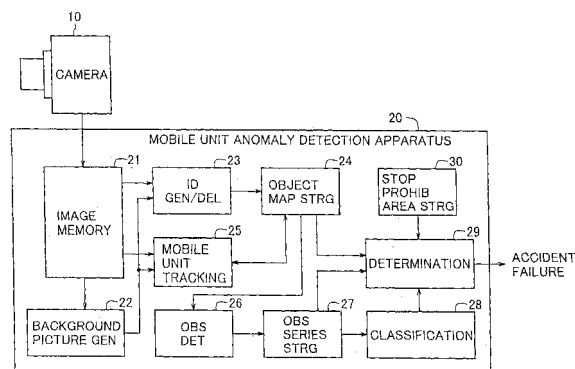 10
CAMERA
20
MOBILE UNIT ANOMALY DETECTION APPARATUS
21
IMAGE
MEMORY
23
ID
GEN/DEL
24
OBJECT
MAP STRG
30
STOP
PROHIB
AREA STRG
25
MOBILE
UNIT
TRACKING
29
DETERMINATION
ACCIDENT
FAILURE
22
BACKGROUND
PICTURE GEN
26
OBS
DET
27
OBS
SERIES
STRG
28
CLASSIFICATION